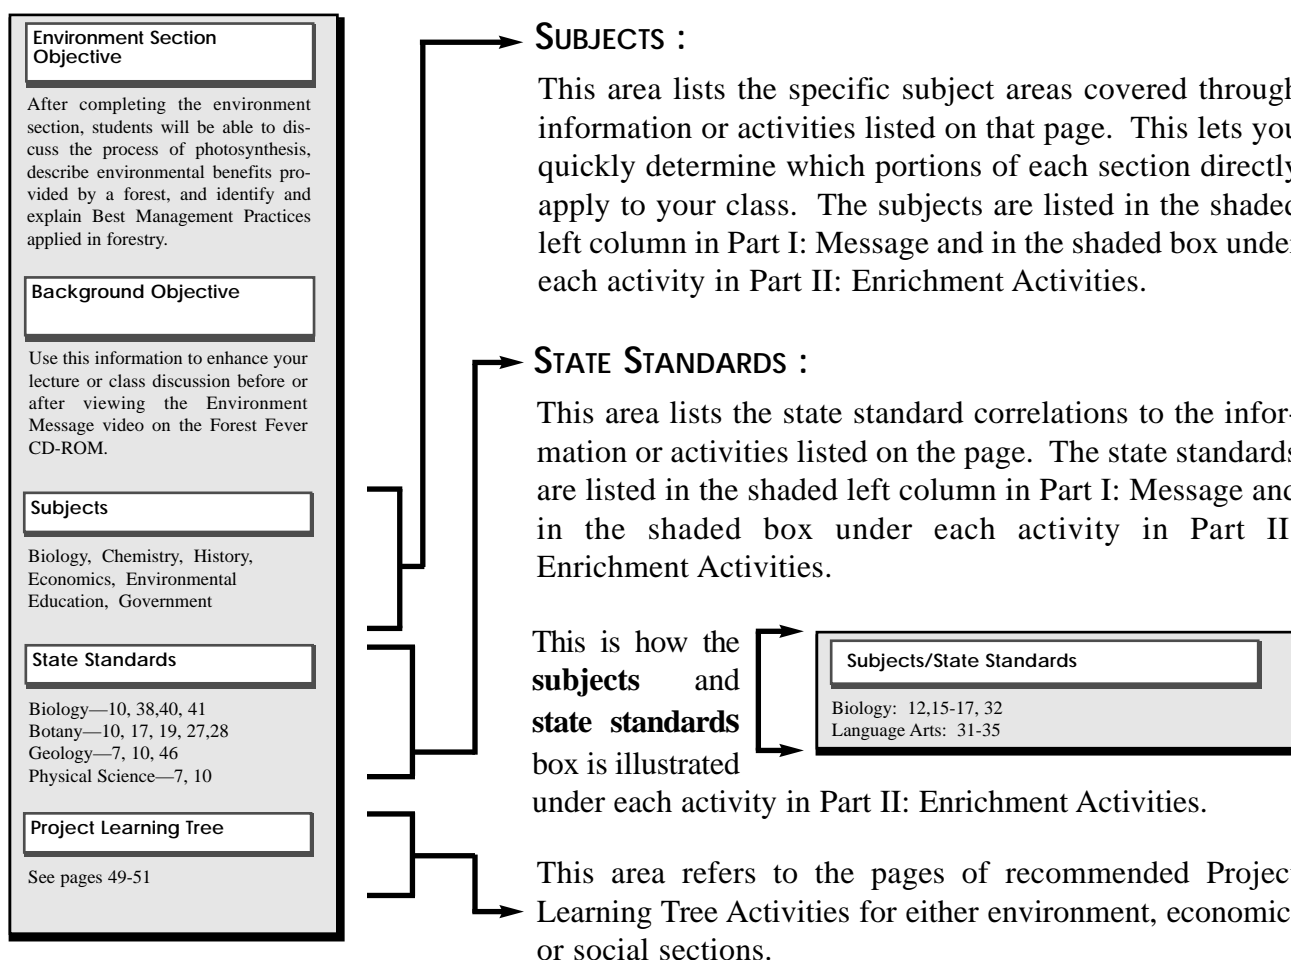 Environment Section
Objective
After completing the environment
section, students will be able to dis-
cuss the process of photosynthesis,
describe environmental benefits pro-
vided by a forest, and identify and
explain Best Management Practices
applied in forestry.
Background Objective
Use this information to enhance your
lecture or class discussion before or
after viewing the Environment
Message video on the Forest Fever
CD-ROM.
Subjects
Biology, Chemistry, History,
Economics, Environmental
Education, Government
State Standards
Biology—10, 38,40, 41
Botany—10, 17, 19, 27,28
Geology—7, 10, 46
Physical Science—7, 10
Project Learning Tree
See pages 49-51
SUBJECTS :
This area lists the specific subject areas covered through
information or activities listed on that page. This lets you
quickly determine which portions of each section directly
apply to your class. The subjects are listed in the shaded
left column in Part I: Message and in the shaded box under
each activity in Part II: Enrichment Activities.
STATE STANDARDS :
This area lists the state standard correlations to the infor-
mation or activities listed on the page. The state standards
are listed in the shaded left column in Part I: Message and
in the shaded box under each activity in Part II
Enrichment Activities.
This is how the
subjects and
state standards
box is illustrated
under each activity in Part II: Enrichment Activities.
Subjects/State Standards
Biology: 12,15-17, 32
Language Arts: 31-35
This area refers to the pages of recommended Project
Learning Tree Activities for either environment, economic
or social sections.